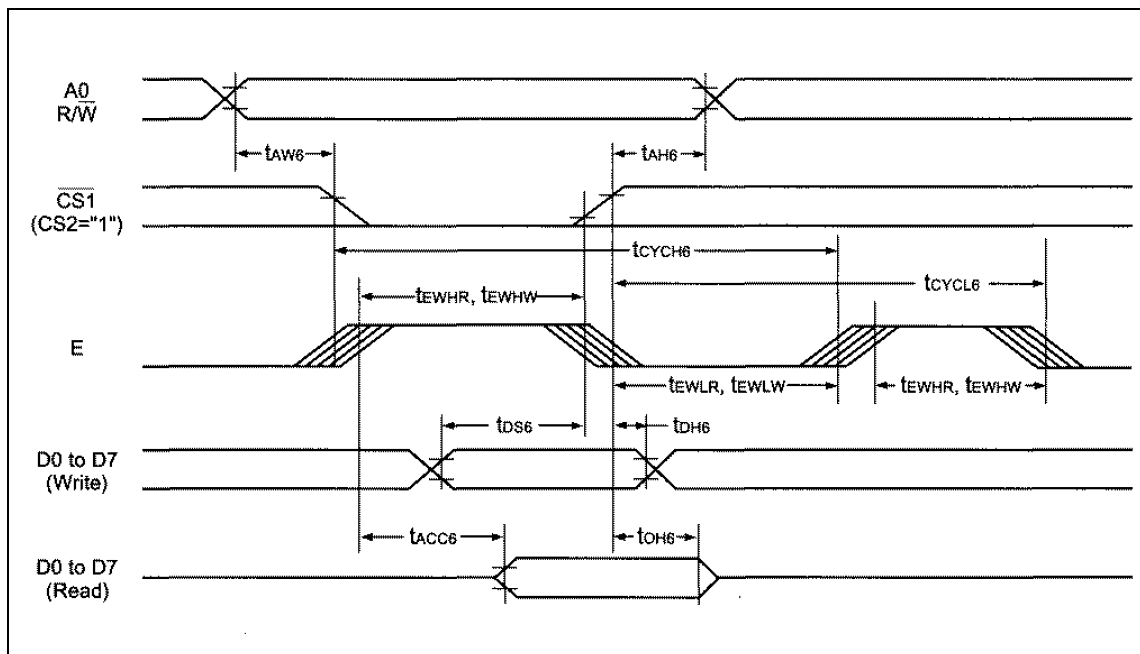 A0
R/W̅
tAW6
tAH6
C̅S̅1̅
(CS2="1")
tCYCH6
tEWHR, tEWHW
tCYCL6
E
tEWLR, tEWLW
tEWHR, tEWHW
tDS6
tDH6
D0 to D7
(Write)
tACC6
tOH6
D0 to D7
(Read)